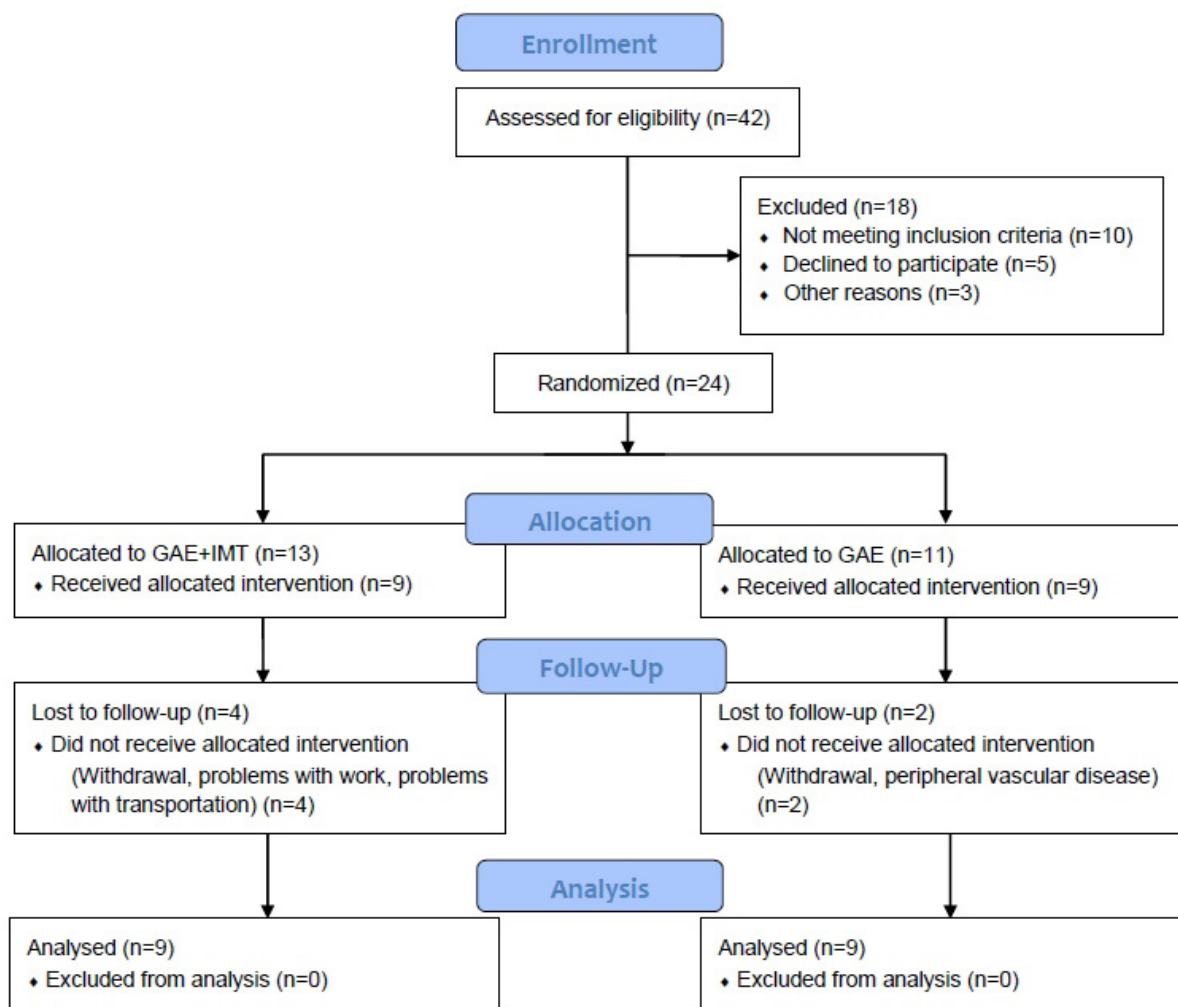 Enrollment
Assessed for eligibility (n=42)
Excluded (n=18)
⬧ Not meeting inclusion criteria (n=10)
⬧ Declined to participate (n=5)
⬧ Other reasons (n=3)
Randomized (n=24)
Allocation
Allocated to GAE+IMT (n=13)
⬧ Received allocated intervention (n=9)
Allocated to GAE (n=11)
⬧ Received allocated intervention (n=9)
Follow-Up
Lost to follow-up (n=4)
⬧ Did not receive allocated intervention
(Withdrawal, problems with work, problems
with transportation) (n=4)
Lost to follow-up (n=2)
⬧ Did not receive allocated intervention
(Withdrawal, peripheral vascular disease)
(n=2)
Analysis
Analysed (n=9)
⬧ Excluded from analysis (n=0)
Analysed (n=9)
⬧ Excluded from analysis (n=0)